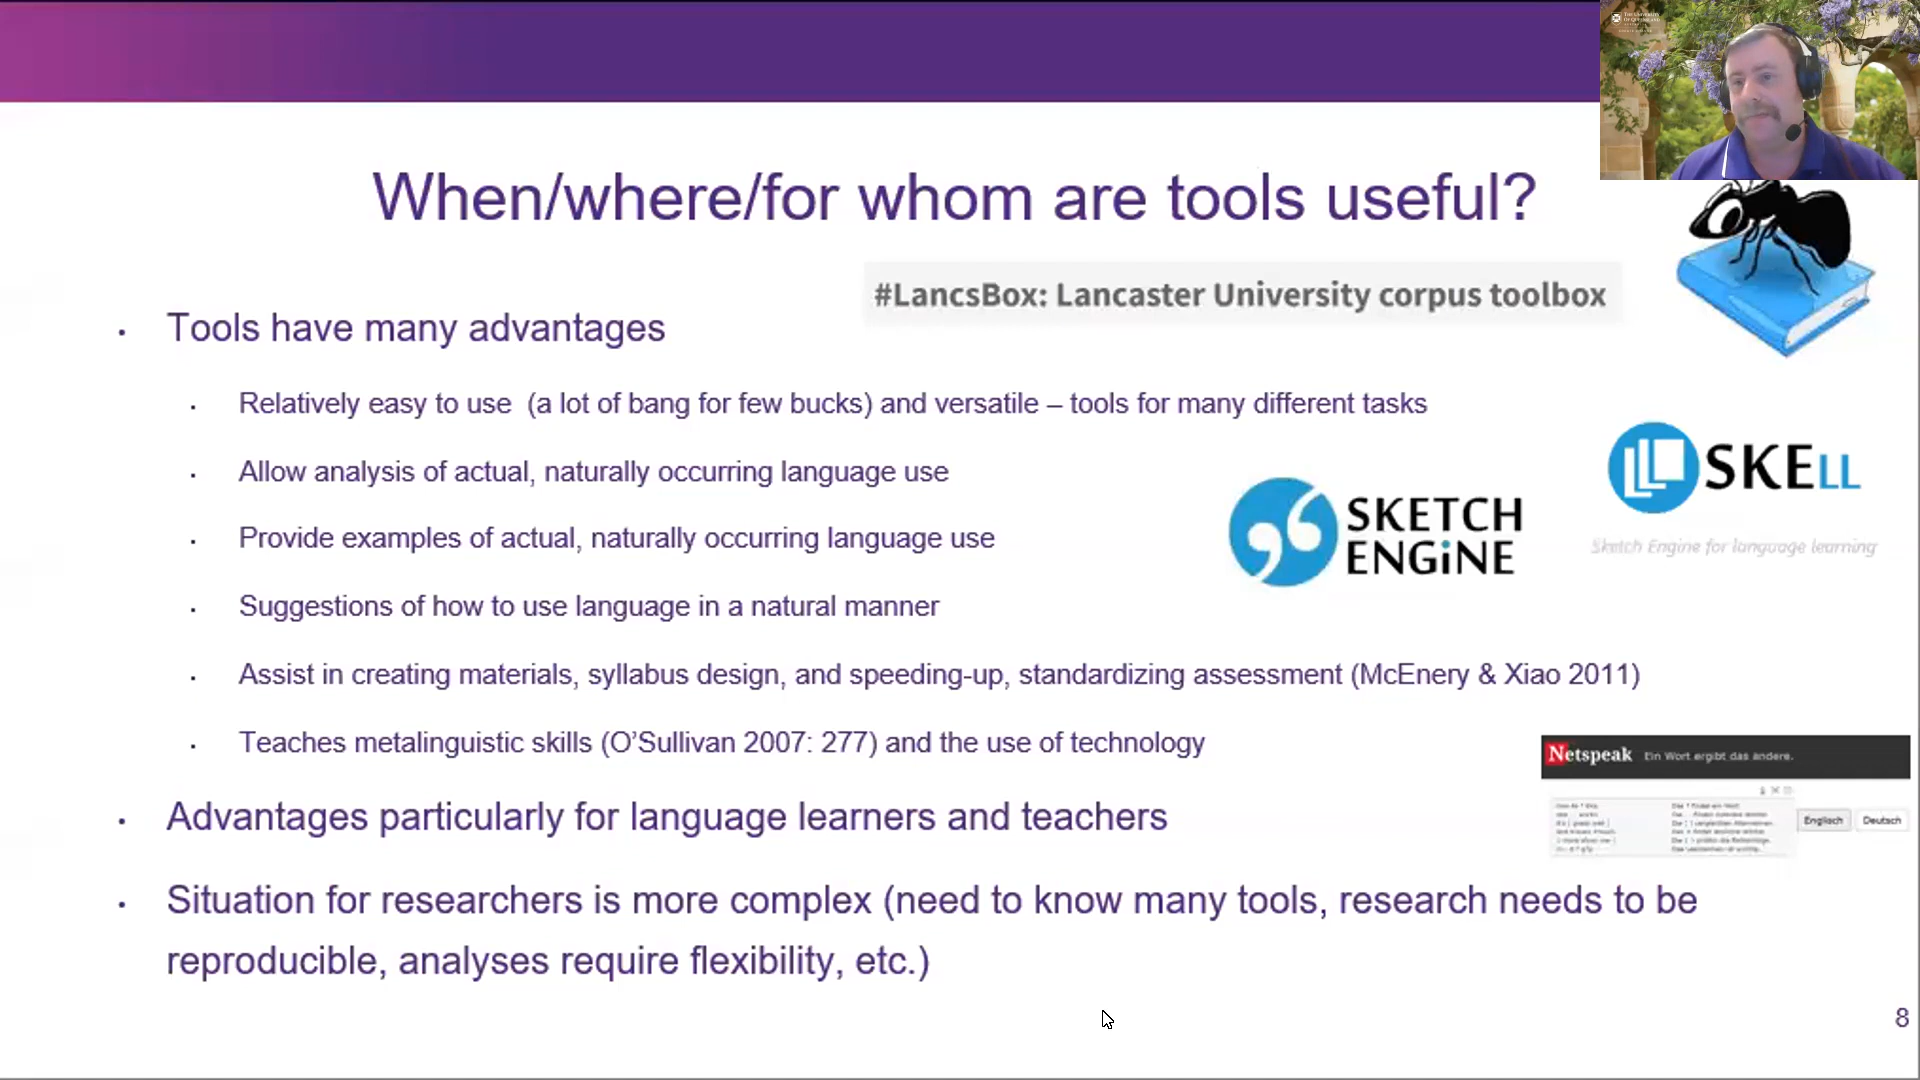 When/where/for whom are tools useful?
#LancsBox: Lancaster University corpus toolbox
• Tools have many advantages
• Relatively easy to use (a lot of bang for few bucks) and versatile – tools for many different tasks
• Allow analysis of actual, naturally occurring language use
SKELL
Sketch Engine for language learning
SKETCH
ENGiNE
• Provide examples of actual, naturally occurring language use
• Suggestions of how to use language in a natural manner
• Assist in creating materials, syllabus design, and speeding-up, standardizing assessment (McEnery & Xiao 2011)
• Teaches metalinguistic skills (O’Sullivan 2007: 277) and the use of technology
Netspeak Ein Wort ergibt das andere.
Englisch Deutsch
• Advantages particularly for language learners and teachers
• Situation for researchers is more complex (need to know many tools, research needs to be
reproducible, analyses require flexibility, etc.)
8